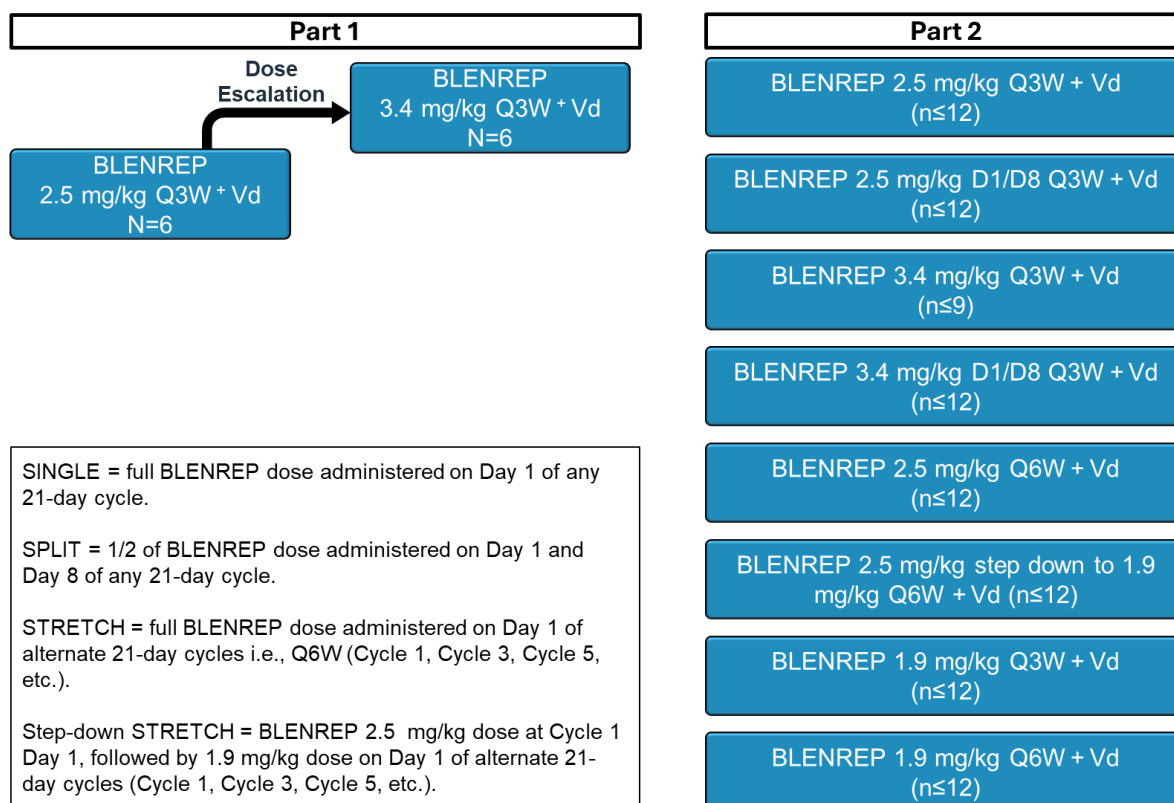 Part 1
Dose
Escalation
BLENREP
3.4 mg/kg Q3W + Vd
N=6
BLENREP
2.5 mg/kg Q3W + Vd
N=6
SINGLE = full BLENREP dose administered on Day 1 of any
21-day cycle.
SPLIT = 1/2 of BLENREP dose administered on Day 1 and
Day 8 of any 21-day cycle.
STRETCH = full BLENREP dose administered on Day 1 of
alternate 21-day cycles i.e., Q6W (Cycle 1, Cycle 3, Cycle 5,
etc.).
Step-down STRETCH = BLENREP 2.5 mg/kg dose at Cycle 1
Day 1, followed by 1.9 mg/kg dose on Day 1 of alternate 21-
day cycles (Cycle 1, Cycle 3, Cycle 5, etc.).
Part 2
BLENREP 2.5 mg/kg Q3W + Vd
(n≤12)
BLENREP 2.5 mg/kg D1/D8 Q3W + Vd
(n≤12)
BLENREP 3.4 mg/kg Q3W + Vd
(n≤9)
BLENREP 3.4 mg/kg D1/D8 Q3W + Vd
(n≤12)
BLENREP 2.5 mg/kg Q6W + Vd
(n≤12)
BLENREP 2.5 mg/kg step down to 1.9
mg/kg Q6W + Vd (n≤12)
BLENREP 1.9 mg/kg Q3W + Vd
(n≤12)
BLENREP 1.9 mg/kg Q6W + Vd
(n≤12)